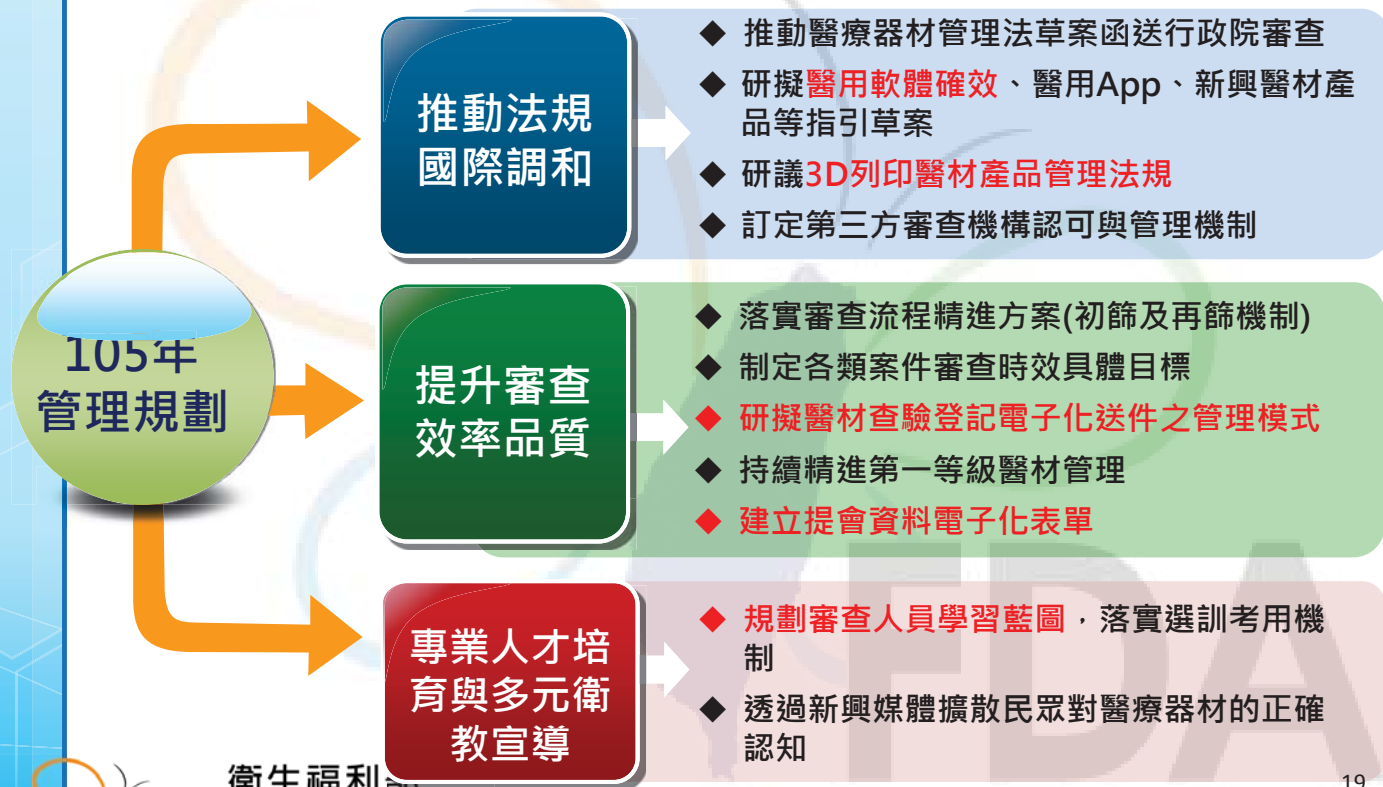 105年
管理規劃
推動法規
國際調和
◆ 推動醫療器材管理法草案函送行政院審查
◆ 研擬醫用軟體確效、醫用App、新興醫材產
品等指引草案
◆ 研議3D列印醫材產品管理法規
◆ 訂定第三方審查機構認可與管理機制
提升審查
效率品質
◆ 落實審查流程精進方案(初篩及再篩機制)
◆ 制定各類案件審查時效具體目標
◆ 研擬醫材查驗登記電子化送件之管理模式
◆ 持續精進第一等級醫材管理
◆ 建立提會資料電子化表單
專業人才培
育與多元衛
教宣導
◆ 規劃審查人員學習藍圖，落實選訓考用機
制
◆ 透過新興媒體擴散民眾對醫療器材的正確
認知
FDA
衛生福利部
19